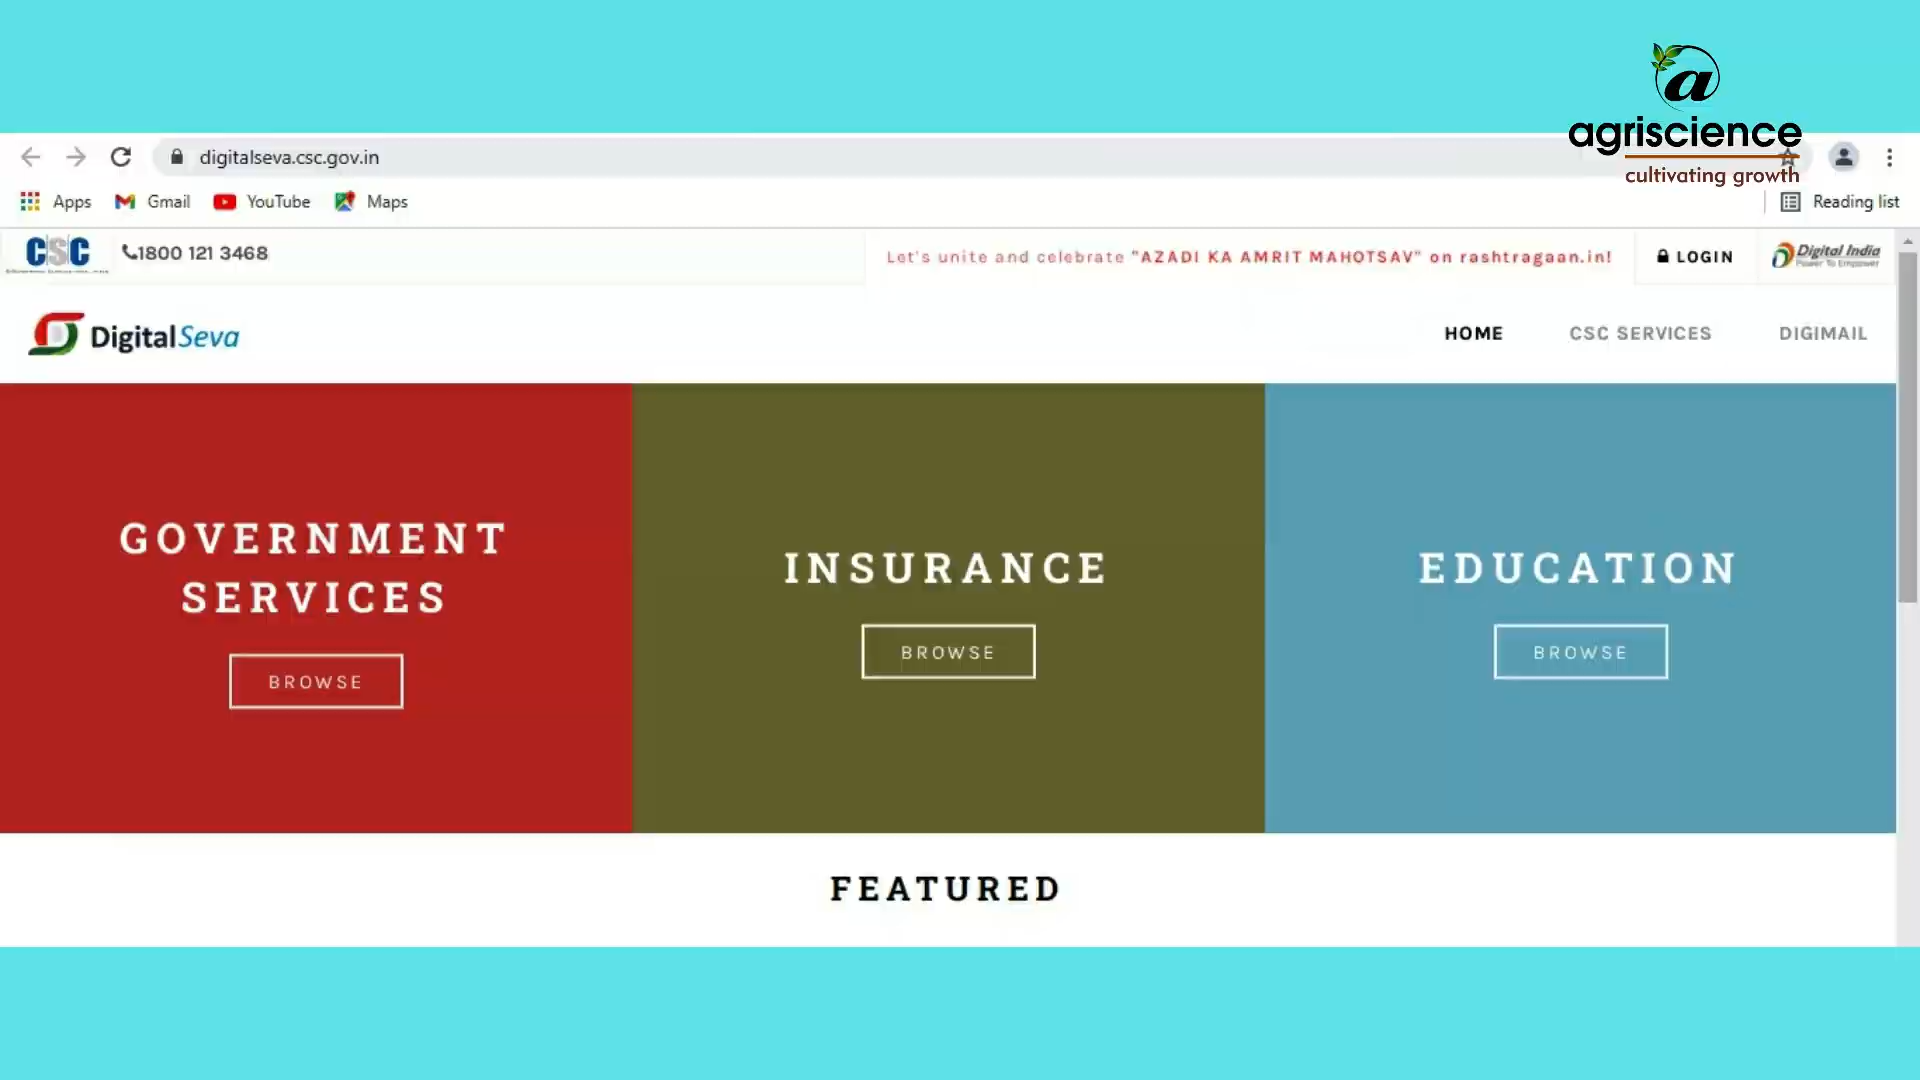 a
agriscience
cultivating growth
digitalseva.csc.gov.in
Apps
Gmail
YouTube
Maps
Reading list
CSC
1800 121 3468
Let's unite and celebrate "AZADI KA AMRIT MAHOTSAV" on rashtragaan.in!
LOGIN
Digital India
Power To Empower
DigitalSeva
HOME
CSC SERVICES
DIGIMAIL
GOVERNMENT
SERVICES
BROWSE
INSURANCE
BROWSE
EDUCATION
BROWSE
FEATURED